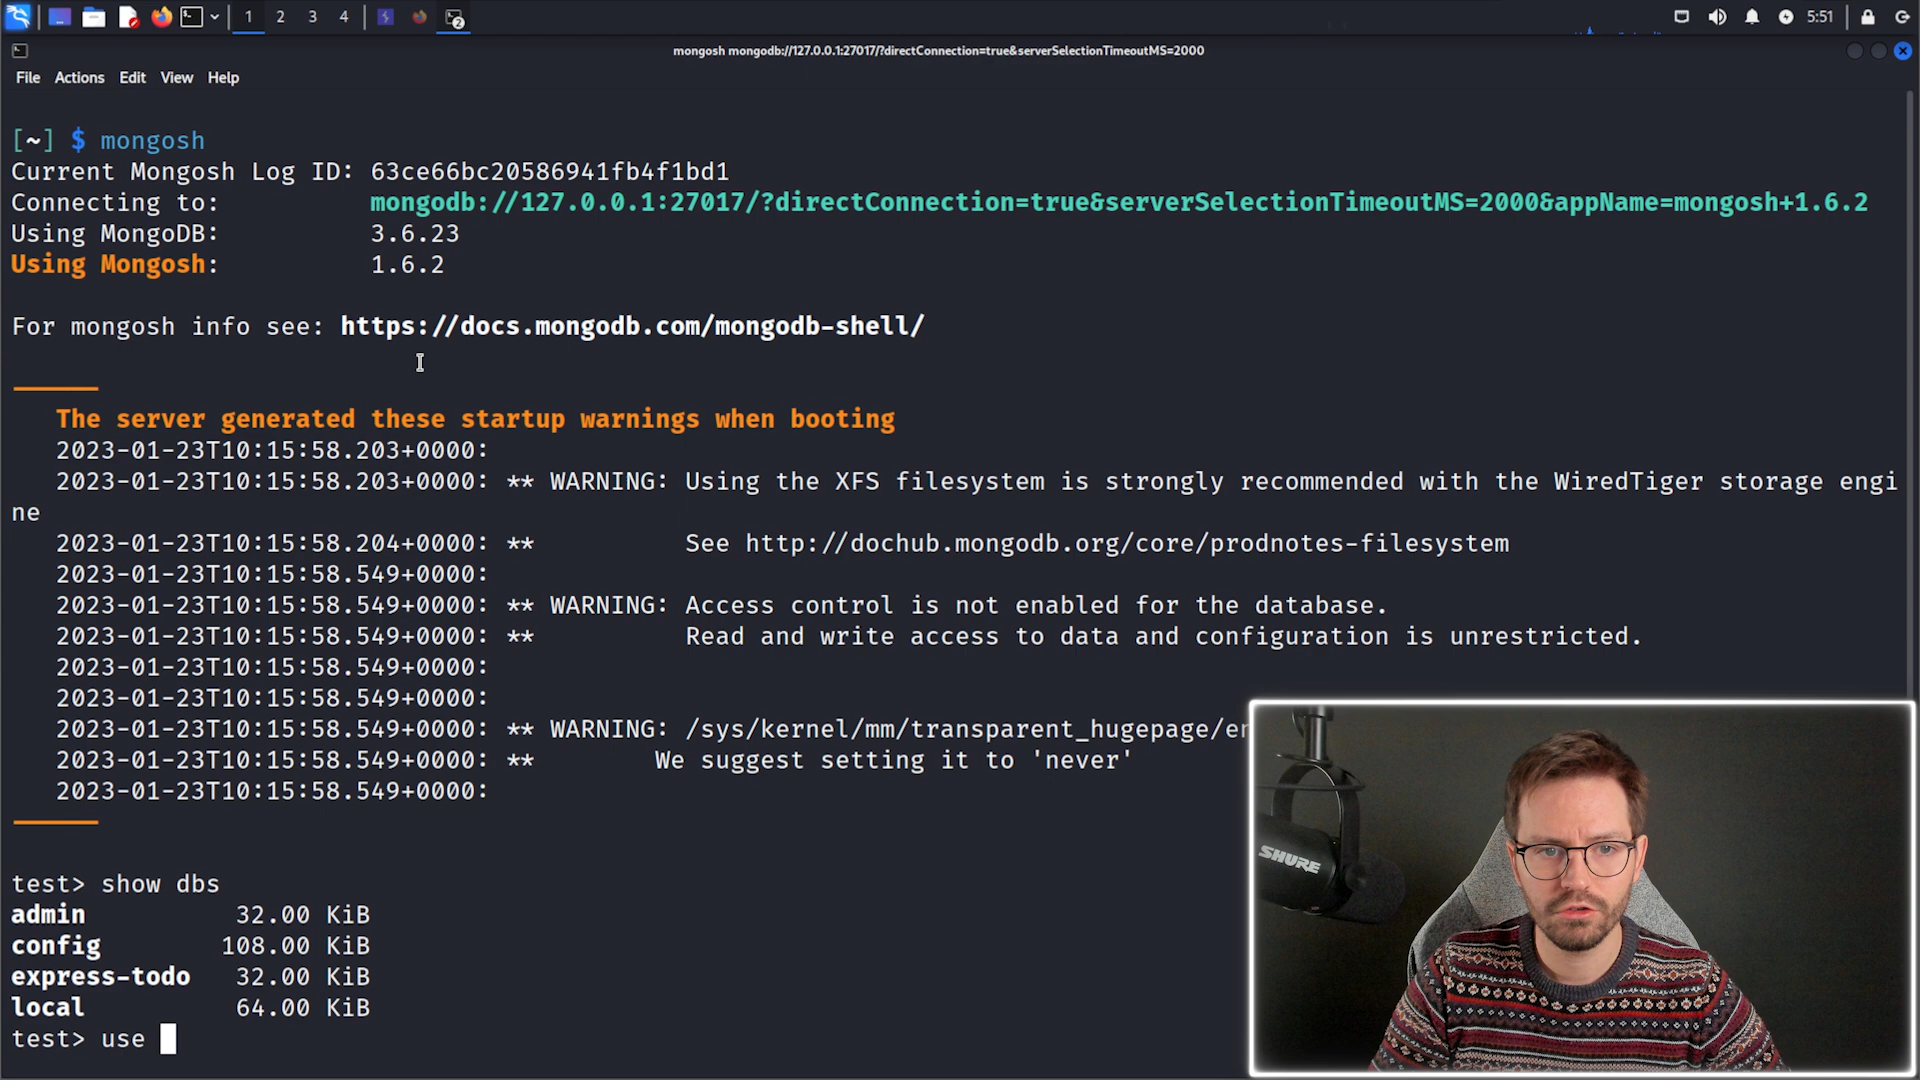 1 2 3 4 5:51
mongosh mongodb://127.0.0.1:27017/?directConnection=true&serverSelectionTimeoutMS=2000
File Actions Edit View Help
[~] $ mongosh
Current Mongosh Log ID: 63ce66bc20586941fb4f1bd1
Connecting to: mongodb://127.0.0.1:27017/?directConnection=true&serverSelectionTimeoutMS=2000&appName=mongosh+1.6.2
Using MongoDB: 3.6.23
Using Mongosh: 1.6.2
For mongosh info see: https://docs.mongodb.com/mongodb-shell/
The server generated these startup warnings when booting
2023-01-23T10:15:58.203+0000:
2023-01-23T10:15:58.203+0000: ** WARNING: Using the XFS filesystem is strongly recommended with the WiredTiger storage engi
ne
2023-01-23T10:15:58.204+0000: ** See http://dochub.mongodb.org/core/prodnotes-filesystem
2023-01-23T10:15:58.549+0000:
2023-01-23T10:15:58.549+0000: ** WARNING: Access control is not enabled for the database.
2023-01-23T10:15:58.549+0000: ** Read and write access to data and configuration is unrestricted.
2023-01-23T10:15:58.549+0000:
2023-01-23T10:15:58.549+0000:
2023-01-23T10:15:58.549+0000: ** WARNING: /sys/kernel/mm/transparent_hugepage/en
2023-01-23T10:15:58.549+0000: ** We suggest setting it to 'never'
2023-01-23T10:15:58.549+0000:
test> show dbs
admin 32.00 KiB
config 108.00 KiB
express-todo 32.00 KiB
local 64.00 KiB
test> use
SHURE